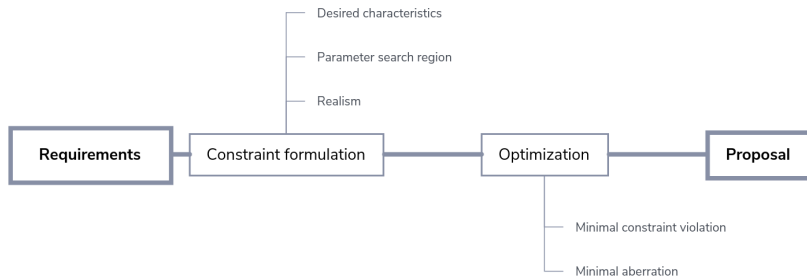 Desired characteristics
Parameter search region
Realism
Requirements
Constraint formulation
Optimization
Proposal
Minimal constraint violation
Minimal aberration